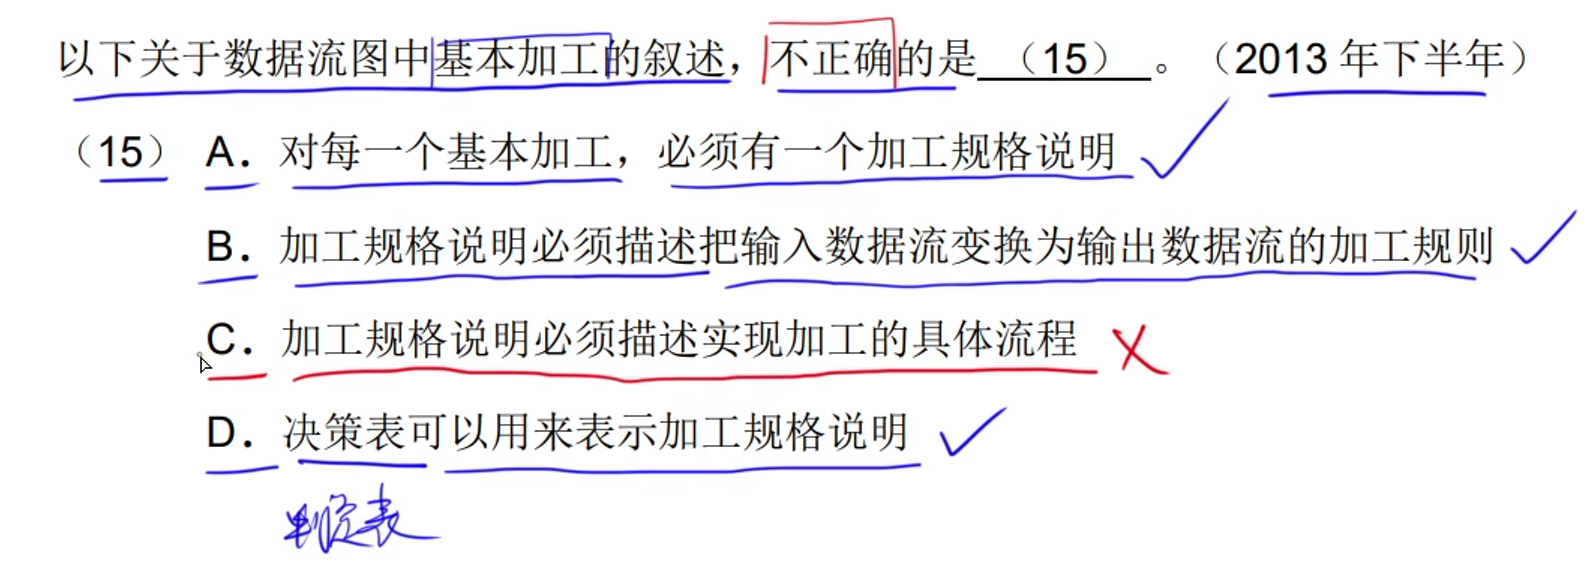 以下关于数据流图中基本加工的叙述，不正确的是 （15） 。（2013 年下半年）
（15） A. 对每一个基本加工，必须有一个加工规格说明
B. 加工规格说明必须描述把输入数据流变换为输出数据流的加工规则
C. 加工规格说明必须描述实现加工的具体流程
D. 决策表可以用来表示加工规格说明
判定表